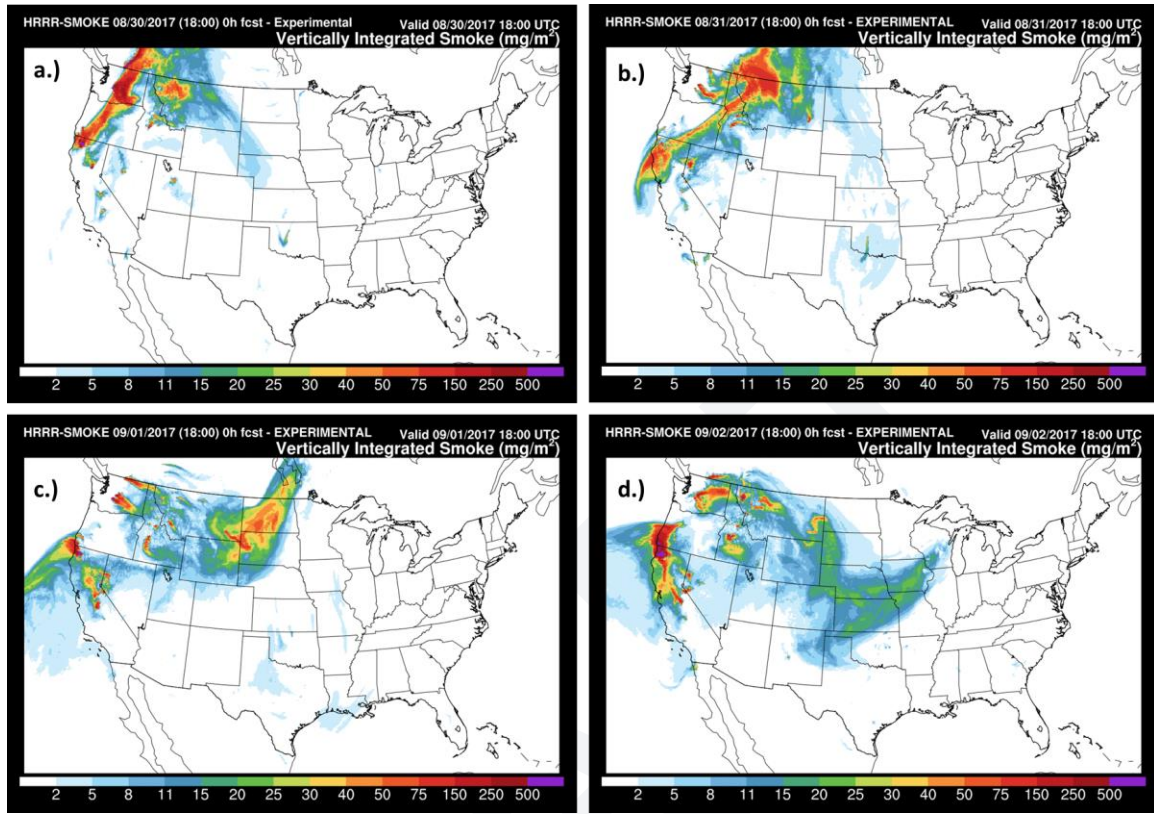 HRRR-SMOKE 08/30/2017 (18:00) 0h fcst - Experimental Valid 08/30/2017 18:00 UTC
Vertically Integrated Smoke (mg/m²)
a.)
2 5 8 11 15 20 25 30 40 50 75 150 250 500
HRRR-SMOKE 08/31/2017 (18:00) 0h fcst - EXPERIMENTAL Valid 08/31/2017 18:00 UTC
Vertically Integrated Smoke (mg/m²)
b.)
2 5 8 11 15 20 25 30 40 50 75 150 250 500
HRRR-SMOKE 09/01/2017 (18:00) 0h fcst - EXPERIMENTAL Valid 09/01/2017 18:00 UTC
Vertically Integrated Smoke (mg/m²)
c.)
2 5 8 11 15 20 25 30 40 50 75 150 250 500
HRRR-SMOKE 09/02/2017 (18:00) 0h fcst - EXPERIMENTAL Valid 09/02/2017 18:00 UTC
Vertically Integrated Smoke (mg/m²)
d.)
2 5 8 11 15 20 25 30 40 50 75 150 250 500